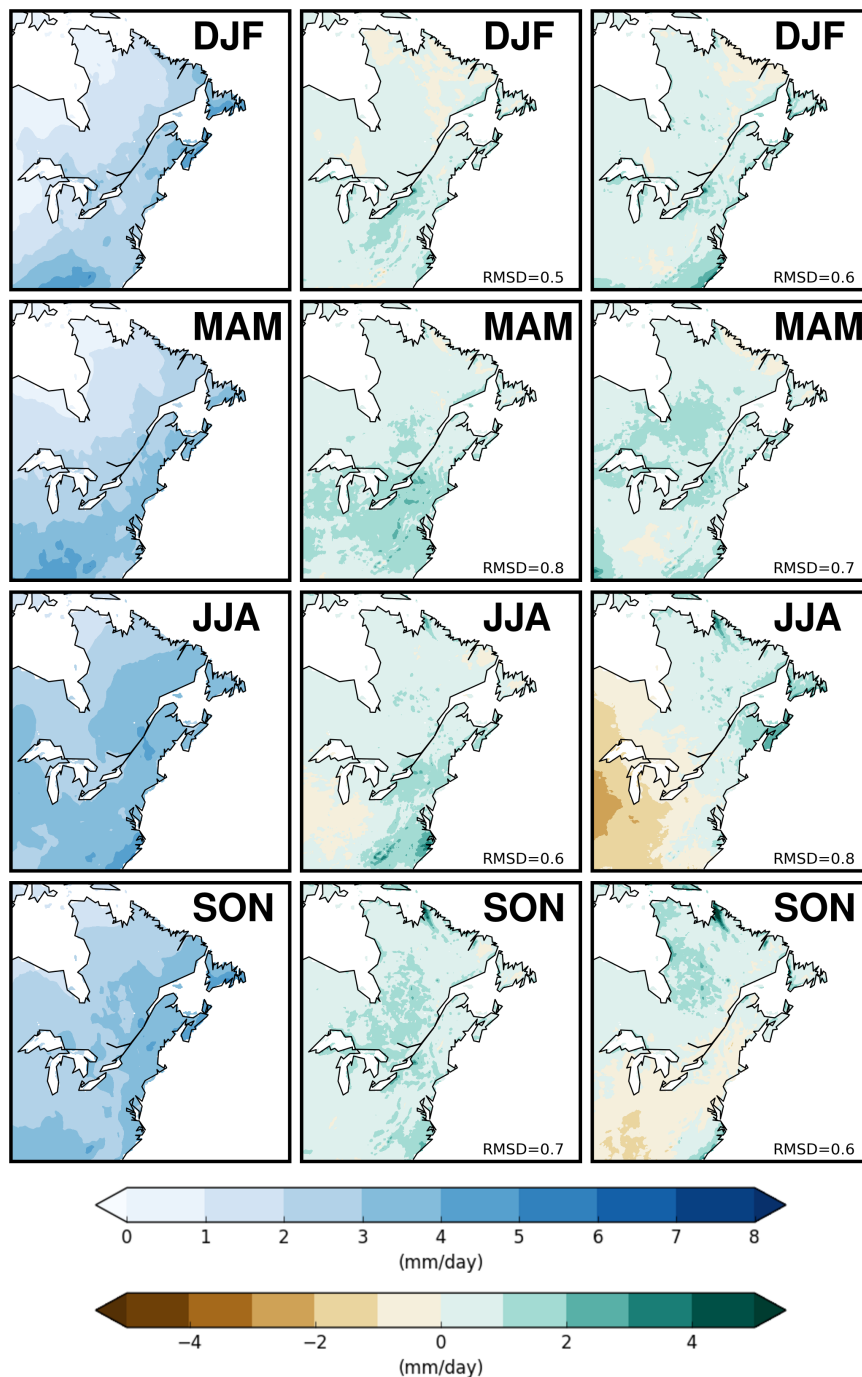 DJF DJF DJF
RMSD=0.5 RMSD=0.6
MAM MAM MAM
RMSD=0.8 RMSD=0.7
JJA JJA JJA
RMSD=0.6 RMSD=0.8
SON SON SON
RMSD=0.7 RMSD=0.6
0 1 2 3 4 5 6 7 8
(mm/day)
−4 −2 0 2 4
(mm/day)